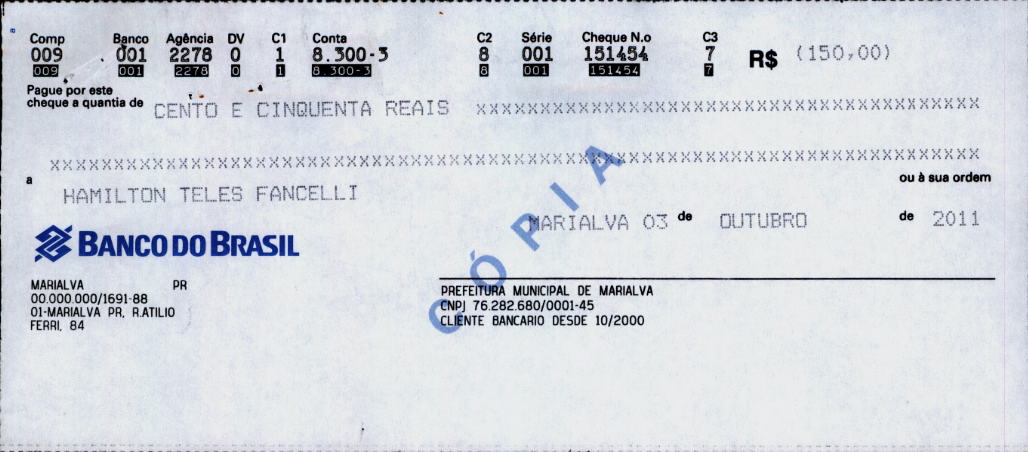 Comp Banco Agência DV C1 Conta C2 Série Cheque N.o C3
009 001 2278 0 1 8.300-3 8 001 151454 7 R$ (150,00)
009 001 2278 0 1 8.300-3 8 001 151454 7
Pague por este
cheque a quantia de CENTO E CINQUENTA REAIS XXXXXXXXXXXXXXXXXXXXXXXXXXXXXXXXXXXXXXXXX
XXXXXXXXXXXXXXXXXXXXXXXXXXXXXXXXXXXXXXXXXXXXXXXXXXXXXXXXXXXXXXXXXXXXXXXXXXXX
a HAMILTON TELES FANCELLI ou à sua ordem
MARIALVA 03 de OUTUBRO de 2011
BANCO DO BRASIL
CÓPIA
MARIALVA PR
00.000.000/1691-88
01-MARIALVA PR, R.ATILIO
FERRI, 84
PREFEITURA MUNICIPAL DE MARIALVA
CNPJ 76.282.680/0001-45
CLIENTE BANCARIO DESDE 10/2000